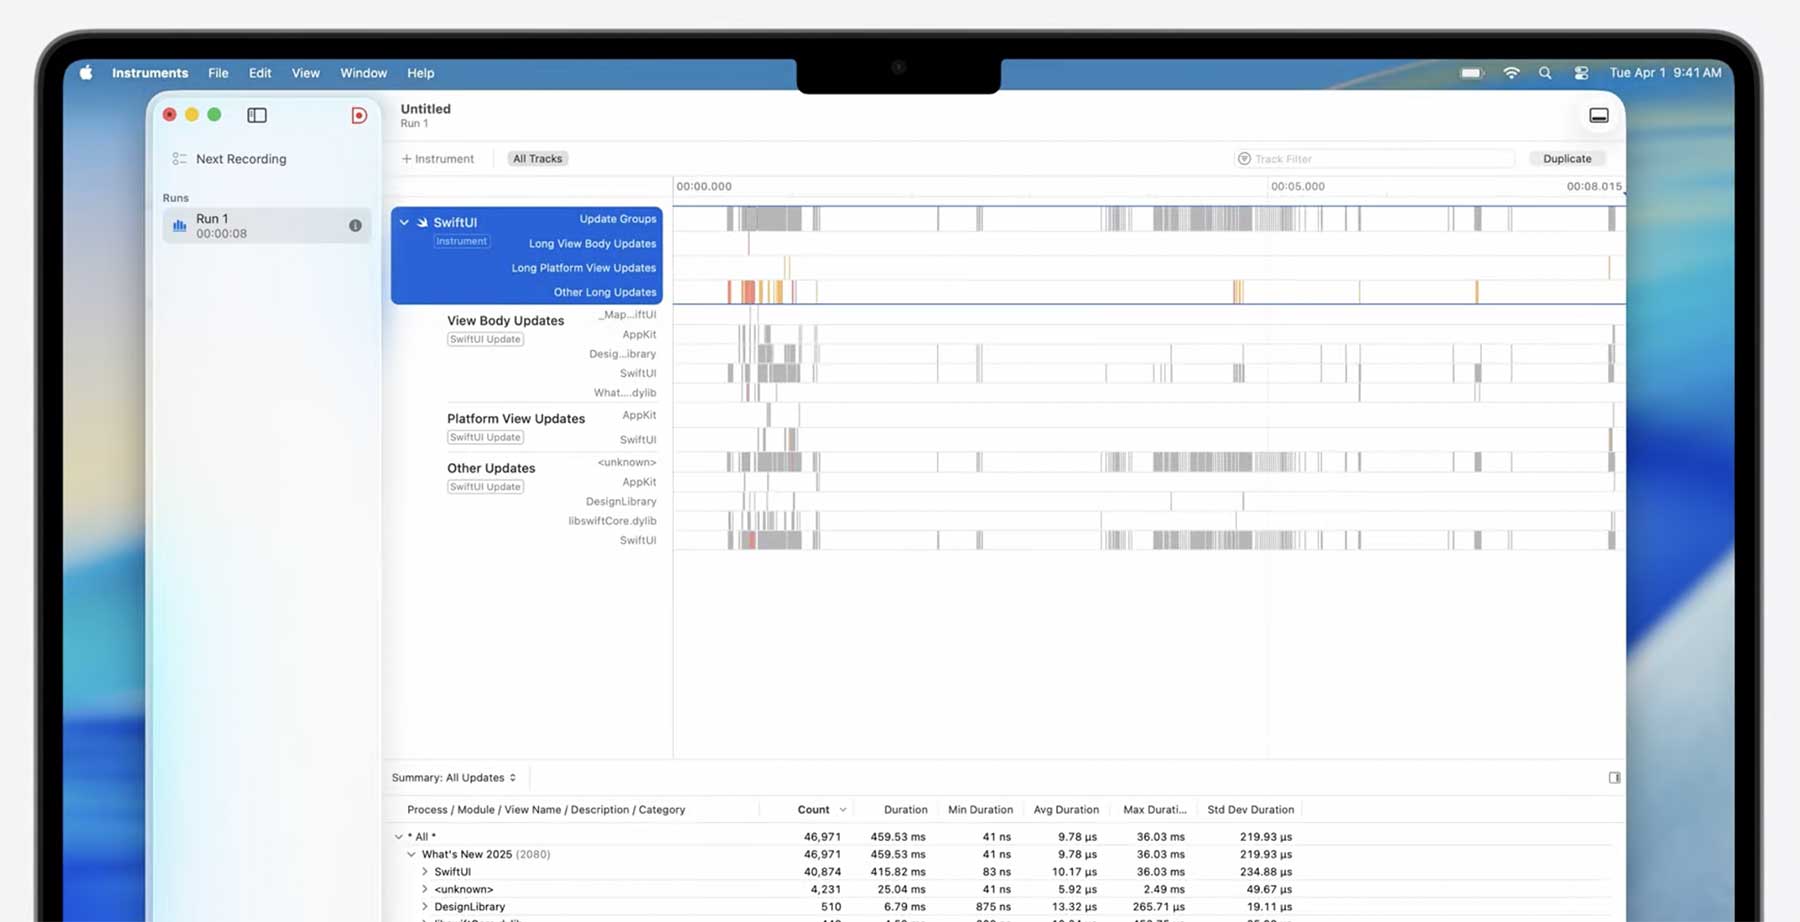 Instruments File Edit View Window Help
Tue Apr 1 9:41 AM
Untitled
Run 1
Next Recording
+ Instrument
All Tracks
Track Filter
Duplicate
Runs
Run 1
00:00:08
00:00.000
00:05.000
00:08.015
SwiftUI
Instrument
Update Groups
Long View Body Updates
Long Platform View Updates
Other Long Updates
View Body Updates
SwiftUI Update
_Map...iftUI
AppKit
Desig...ibrary
SwiftUI
What....dylib
Platform View Updates
SwiftUI Update
AppKit
SwiftUI
Other Updates
SwiftUI Update
<unknown>
AppKit
DesignLibrary
libswiftCore.dylib
SwiftUI
Summary: All Updates
Process / Module / View Name / Description / Category Count Duration Min Duration Avg Duration Max Durati... Std Dev Duration
* All * 46,971 459.53 ms 41 ns 9.78 µs 36.03 ms 219.93 µs
What's New 2025 (2080) 46,971 459.53 ms 41 ns 9.78 µs 36.03 ms 219.93 µs
SwiftUI 40,874 415.82 ms 83 ns 10.17 µs 36.03 ms 234.88 µs
<unknown> 4,231 25.04 ms 41 ns 5.92 µs 2.49 ms 49.67 µs
DesignLibrary 510 6.79 ms 875 ns 13.32 µs 265.71 µs 19.11 µs